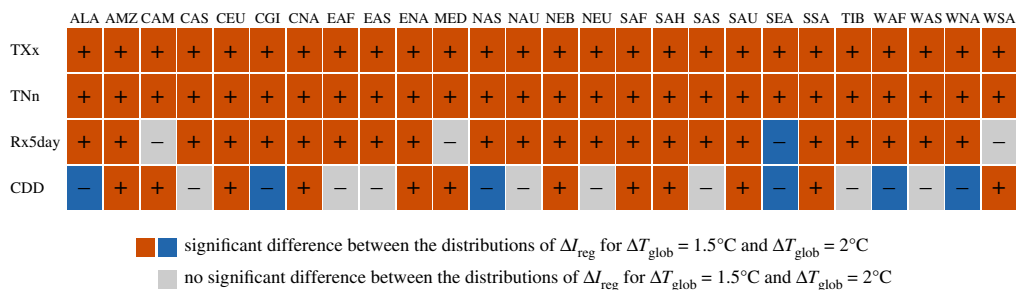 ALA AMZ CAM CAS CEU CGI CNA EAF EAS ENA MED NAS NAU NEB NEU SAF SAH SAS SAU SEA SSA TIB WAF WAS WNA WSA
TXx + + + + + + + + + + + + + + + + + + + + + + + + + +
TNn + + + + + + + + + + + + + + + + + + + + + + + + + +
Rx5day + + − + + + + + + + − + + + + + + + + − + + + + + −
CDD − + + − + − + − − + + − − + − + + − + − + − − − − +
significant difference between the distributions of ΔI_reg for ΔT_glob = 1.5°C and ΔT_glob = 2°C
no significant difference between the distributions of ΔI_reg for ΔT_glob = 1.5°C and ΔT_glob = 2°C